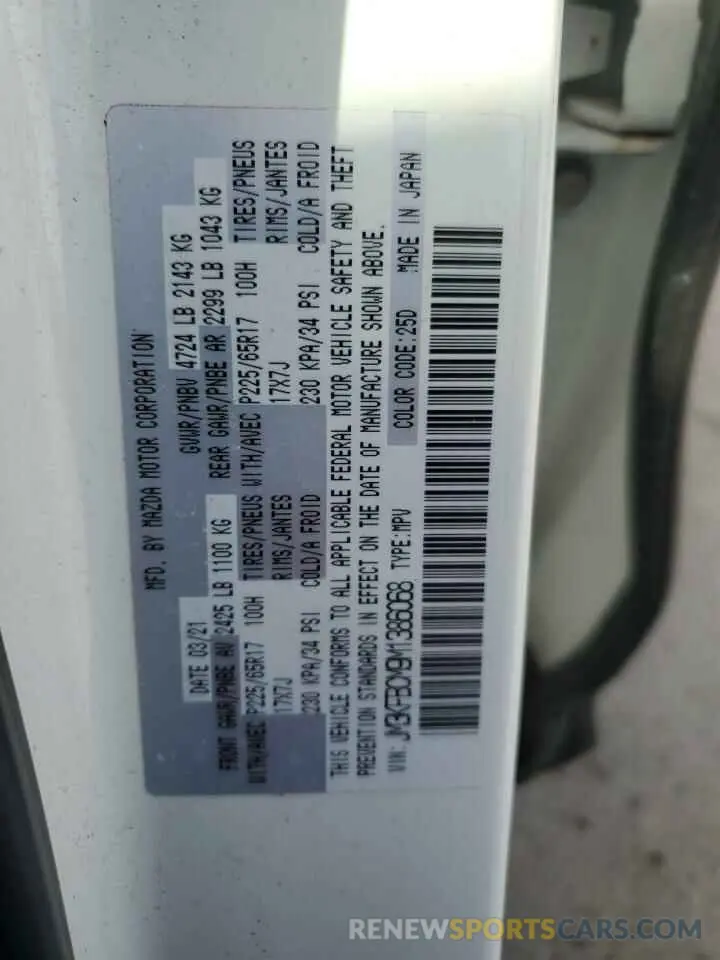 MFD. BY MAZDA MOTOR CORPORATION
DATE 03/21 GVWR/PNBV 4724 LB 2143 KG
FRONT GAWR/PNBE AV 2425 LB 1100 KG REAR GAWR/PNBE AR 2299 LB 1043 KG
WITH/AVEC P225/65R17 100H TIRES/PNEUS WITH/AVEC P225/65R17 100H TIRES/PNEUS
17X7J RIMS/JANTES 17X7J RIMS/JANTES
230 KPA/34 PSI COLD/A FROID 230 KPA/34 PSI COLD/A FROID
THIS VEHICLE CONFORMS TO ALL APPLICABLE FEDERAL MOTOR VEHICLE SAFETY AND THEFT
PREVENTION STANDARDS IN EFFECT ON THE DATE OF MANUFACTURE SHOWN ABOVE.
VIN: JM3KFBCM9M1386068 TYPE:MPV COLOR CODE:25D MADE IN JAPAN
RENEWSPORTSCARS.COM